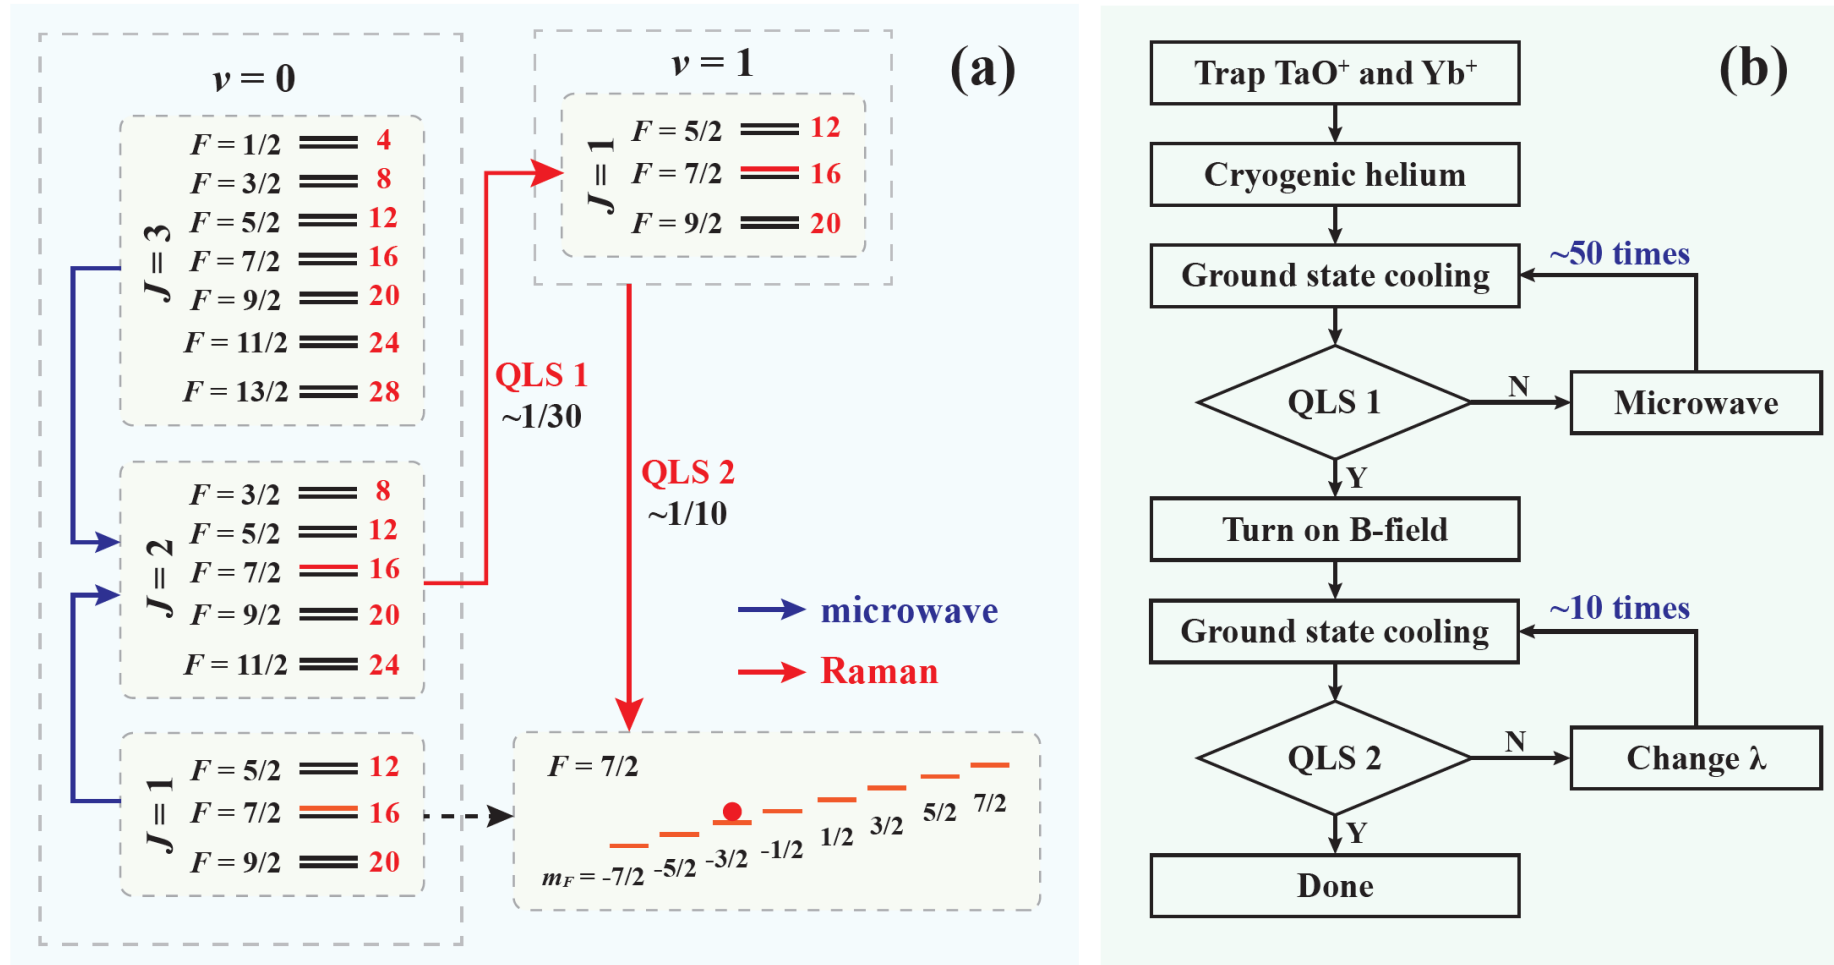 (a)
v = 0
J = 3
F = 1/2 4
F = 3/2 8
F = 5/2 12
F = 7/2 16
F = 9/2 20
F = 11/2 24
F = 13/2 28
J = 2
F = 3/2 8
F = 5/2 12
F = 7/2 16
F = 9/2 20
F = 11/2 24
J = 1
F = 5/2 12
F = 7/2 16
F = 9/2 20
v = 1
J = 1
F = 5/2 12
F = 7/2 16
F = 9/2 20
QLS 1
~1/30
QLS 2
~1/10
microwave
Raman
F = 7/2
m_F = -7/2 -5/2 -3/2 -1/2 1/2 3/2 5/2 7/2
(b)
Trap TaO⁺ and Yb⁺
Cryogenic helium
Ground state cooling
~50 times
QLS 1
N
Microwave
Y
Turn on B-field
Ground state cooling
~10 times
QLS 2
N
Change λ
Y
Done